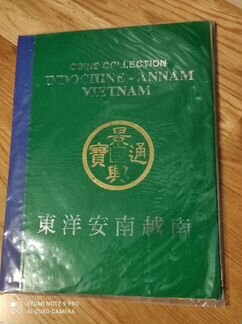 COINS COLLECTION
INDOCHINE - ANNAM
VIETNAM
景
寶 通
興
東洋安南越南
REDMI NOTE 9 PRO
AI QUAD CAMERA